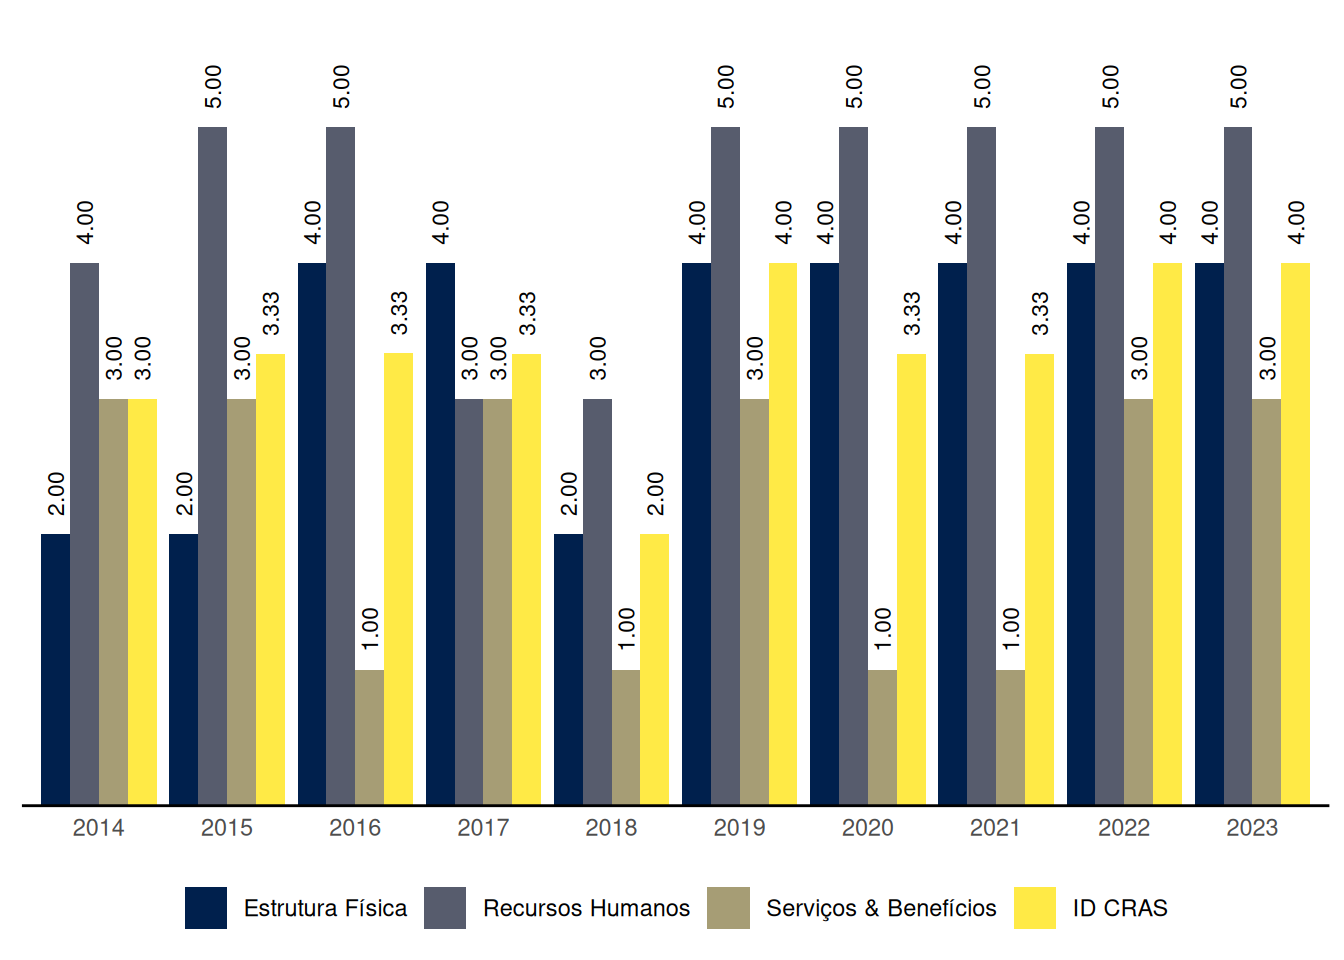 5.00 5.00 5.00 5.00 5.00 5.00 5.00
4.00 4.00 4.00 4.00 4.00 4.00 4.00 4.00 4.00 4.00 4.00
3.33 3.33 3.33 3.33 3.33
3.00 3.00 3.00 3.00 3.00 3.00 3.00 3.00 3.00
2.00 2.00 2.00 2.00
1.00 1.00 1.00 1.00
2014 2015 2016 2017 2018 2019 2020 2021 2022 2023
Estrutura Física Recursos Humanos Serviços & Benefícios ID CRAS